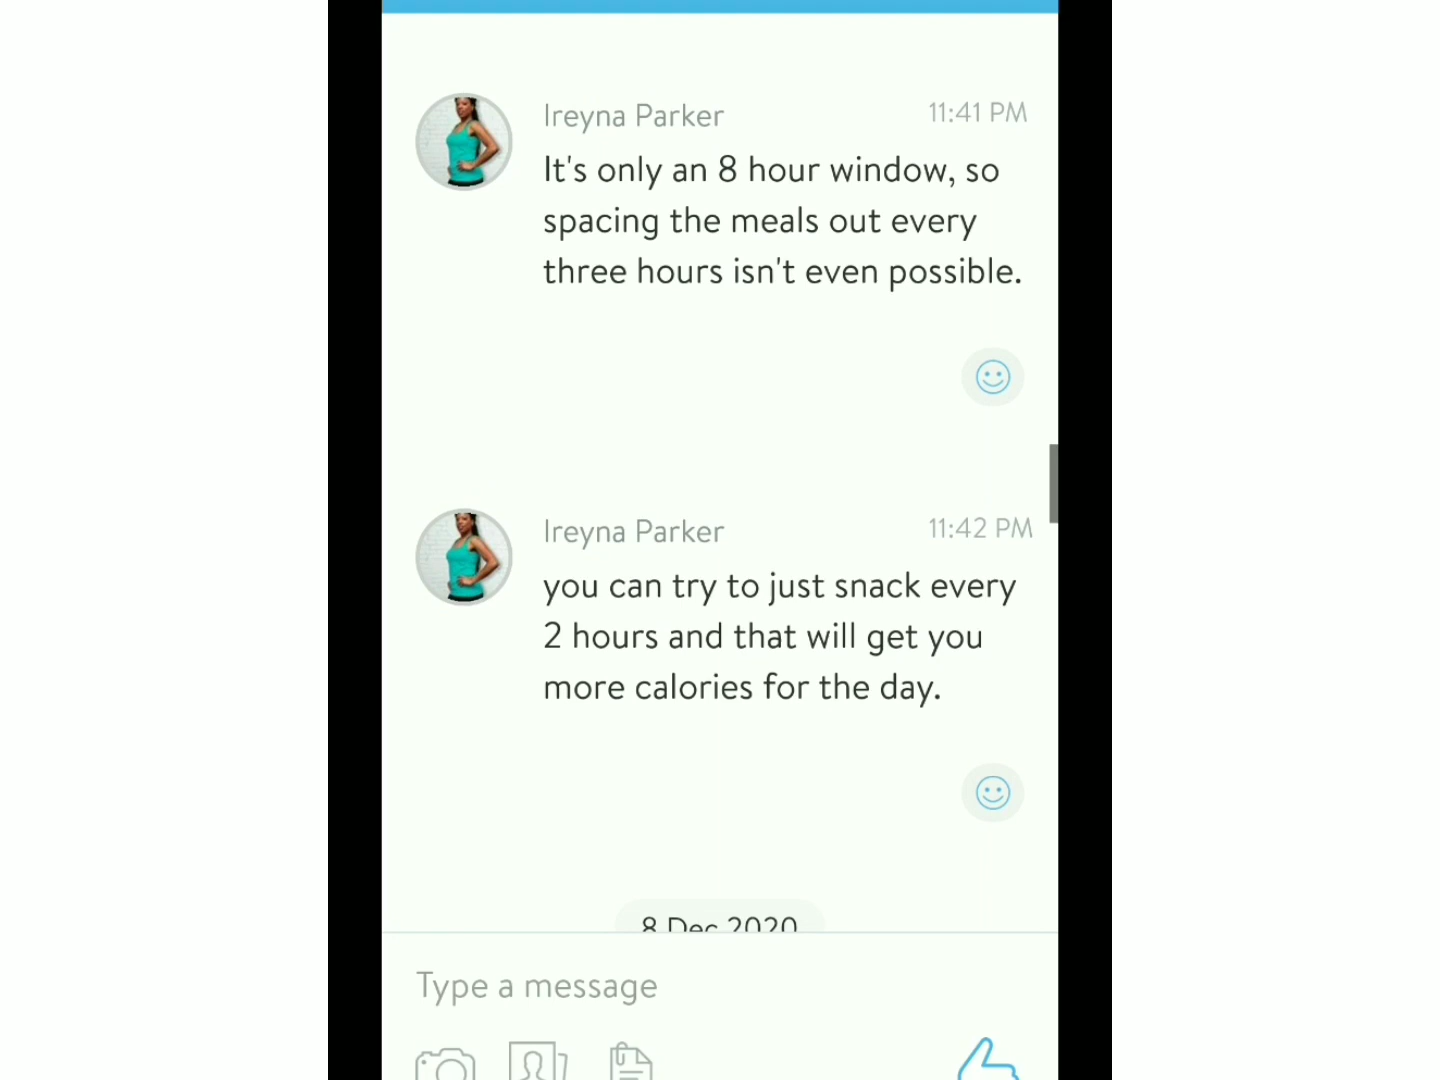 Ireyna Parker 11:41 PM
It's only an 8 hour window, so
spacing the meals out every
three hours isn't even possible.
Ireyna Parker 11:42 PM
you can try to just snack every
2 hours and that will get you
more calories for the day.
8 Dec 2020
Type a message